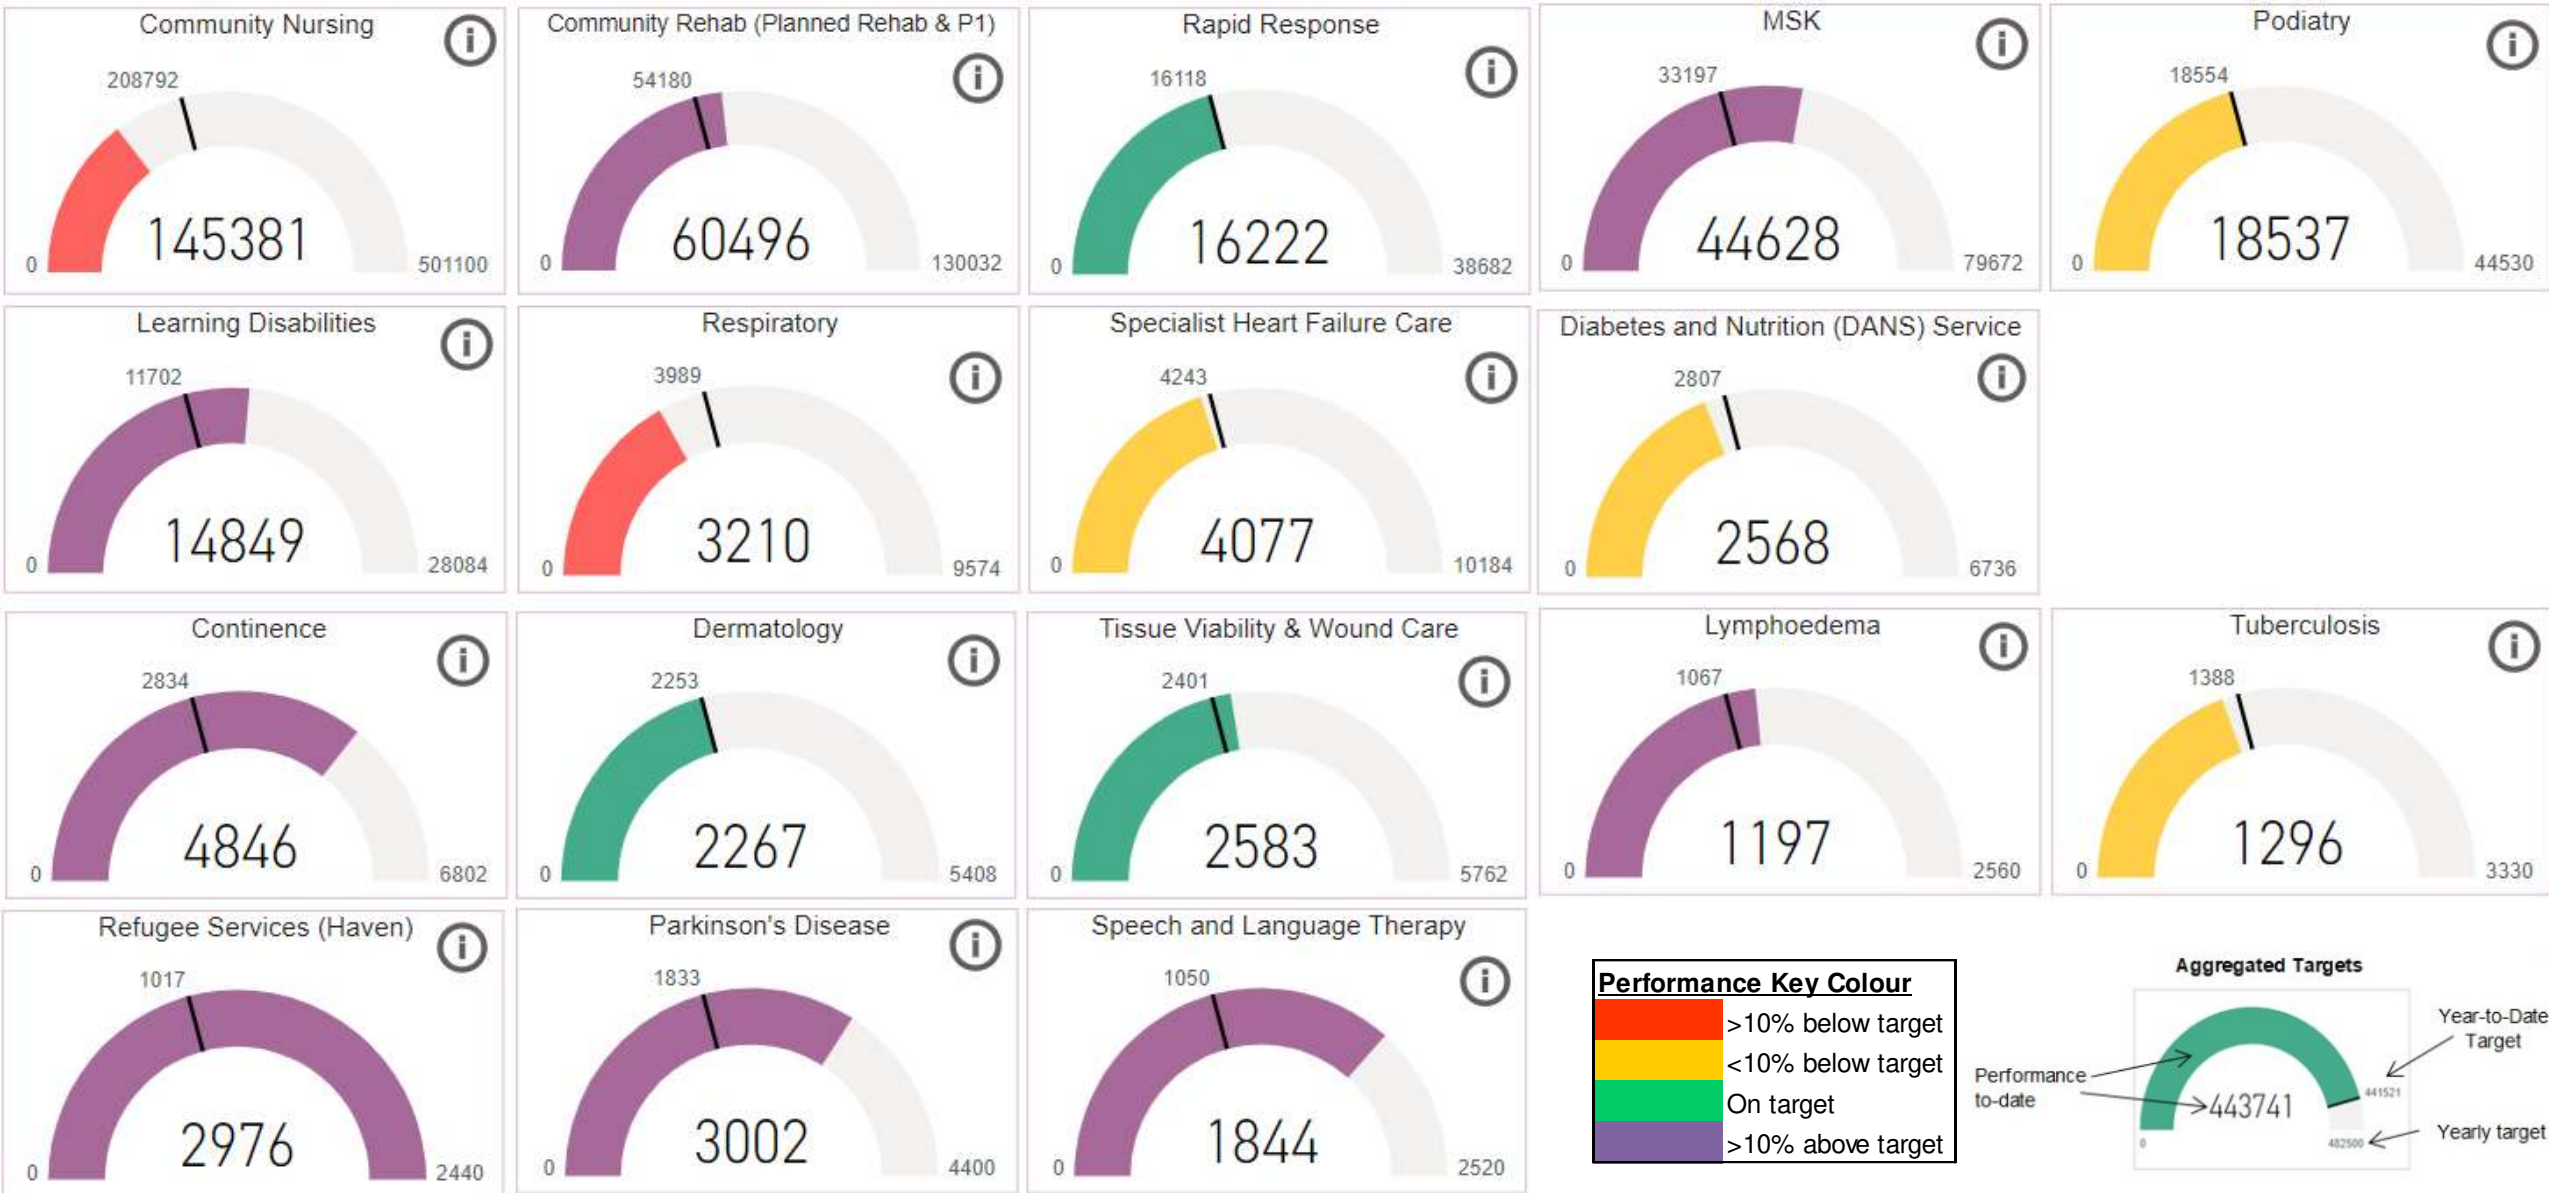 Community Nursing
208792
145381
0
501100
Community Rehab (Planned Rehab & P1)
54180
60496
0
130032
Rapid Response
16118
16222
0
38682
MSK
33197
44628
0
79672
Podiatry
18554
18537
0
44530
Learning Disabilities
11702
14849
0
28084
Respiratory
3989
3210
0
9574
Specialist Heart Failure Care
4243
4077
0
10184
Diabetes and Nutrition (DANS) Service
2807
2568
0
6736
Continence
2834
4846
0
6802
Dermatology
2253
2267
0
5408
Tissue Viability & Wound Care
2401
2583
0
5762
Lymphoedema
1067
1197
0
2560
Tuberculosis
1388
1296
0
3330
Refugee Services (Haven)
1017
2976
0
2440
Parkinson's Disease
1833
3002
0
4400
Speech and Language Therapy
1050
1844
0
2520
Performance Key Colour
>10% below target
<10% below target
On target
>10% above target
Aggregated Targets
Year-to-Date
Target
Performance
to-date
441521
443741
0
482500
Yearly target